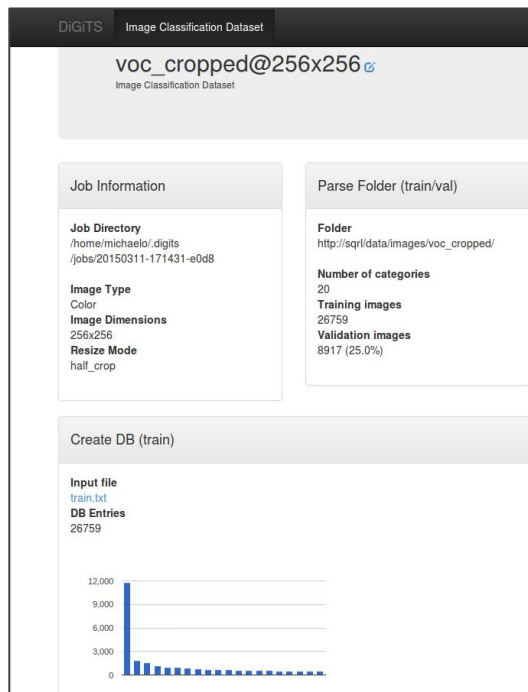 DiGiTS Image Classification Dataset
voc_cropped@256x256
Image Classification Dataset
Job Information
Job Directory
/home/michaelo/.digits
/jobs/20150311-171431-e0d8
Image Type
Color
Image Dimensions
256x256
Resize Mode
half_crop
Parse Folder (train/val)
Folder
http://sqrl/data/images/voc_cropped/
Number of categories
20
Training images
26759
Validation images
8917 (25.0%)
Create DB (train)
Input file
train.txt
DB Entries
26759
12,000
9,000
6,000
3,000
0